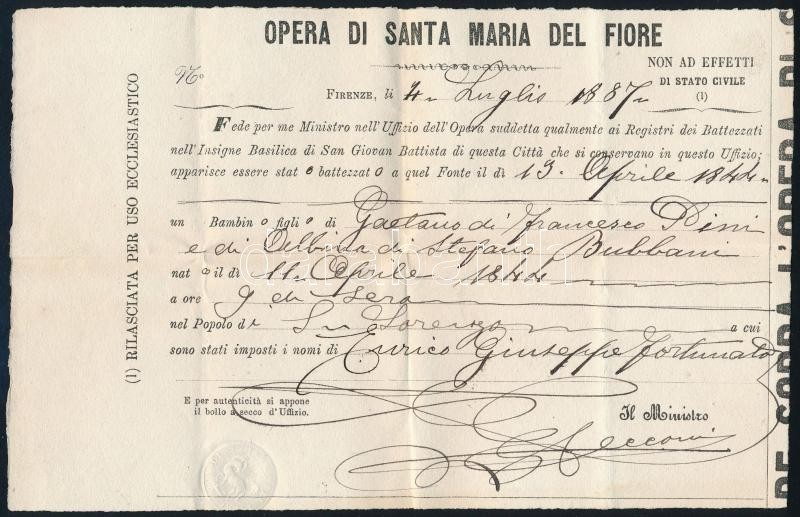 OPERA DI SANTA MARIA DEL FIORE
NON AD EFFETTI
DI STATO CIVILE
(1)
No
FIRENZE, li 4 Luglio 1887
Fede per me Ministro nell'Uffizio dell'Opera suddetta qualmente ai Registri dei Battezzati
nell'Insigne Basilica di San Giovan Battista di questa Città che si conservano in questo Uffizio;
apparisce essere stato battezzato a quel Fonte il dì 13. Aprile 1844
un Bambino figlio di Gaetano di Francesco Pini
e di Delbina di Stefano Bubbani
nato il dì 11 Aprile 1844
a ore 9 di sera
nel Popolo di Sn Lorenzo a cui
sono stati imposti i nomi di Enrico Giuseppe Fortunato
E per autenticità si appone
il bollo a secco d'Uffizio.
Il Ministro
(1) RILASCIATA PER USO ECCLESIASTICO